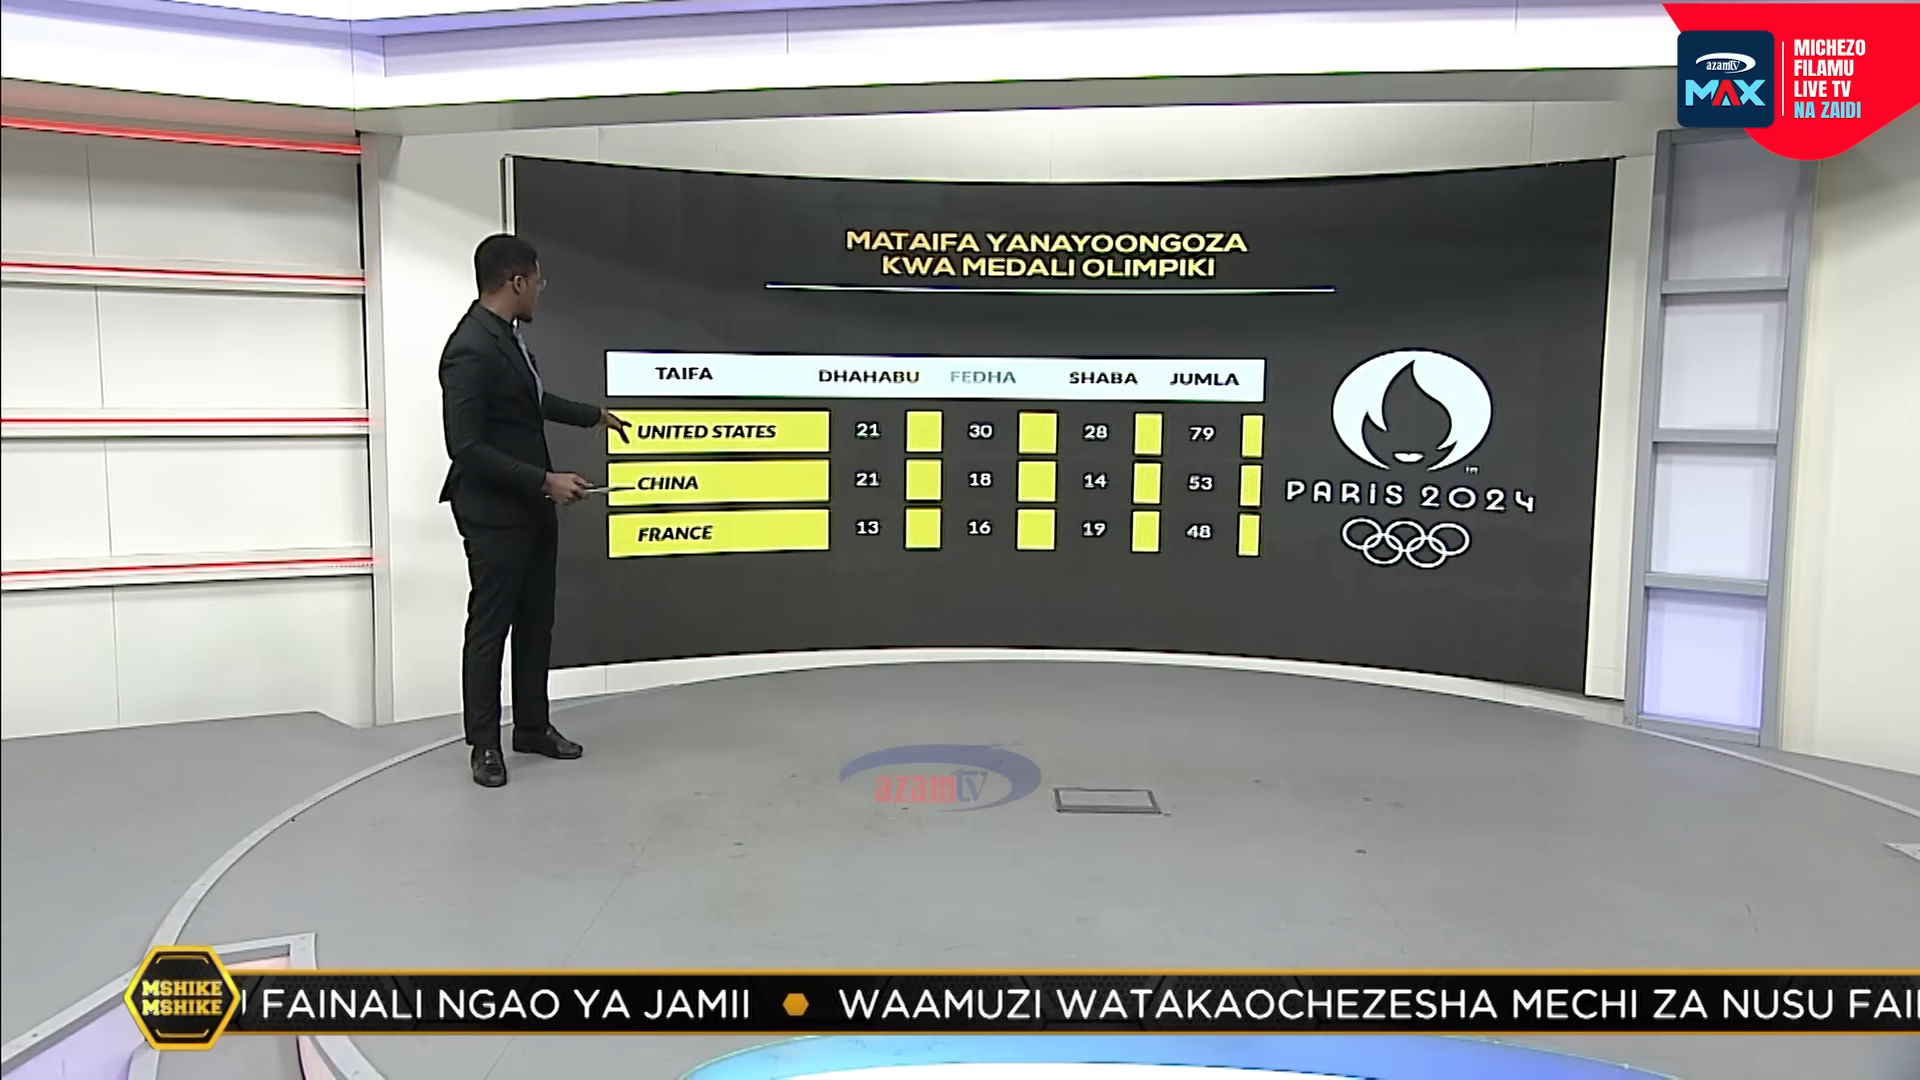 azamtv
MAX
MICHEZO
FILAMU
LIVE TV
NA ZAIDI
MATAIFA YANAYOONGOZA
KWA MEDALI OLIMPIKI
TAIFA DHAHABU FEDHA SHABA JUMLA
UNITED STATES 21 30 28 79
CHINA 21 18 14 53
FRANCE 13 16 19 48
PARIS 2024
azamtv
MSHIKE
MSHIKE
FAINALI NGAO YA JAMII
WAAMUZI WATAKAOCHEZESHA MECHI ZA NUSU